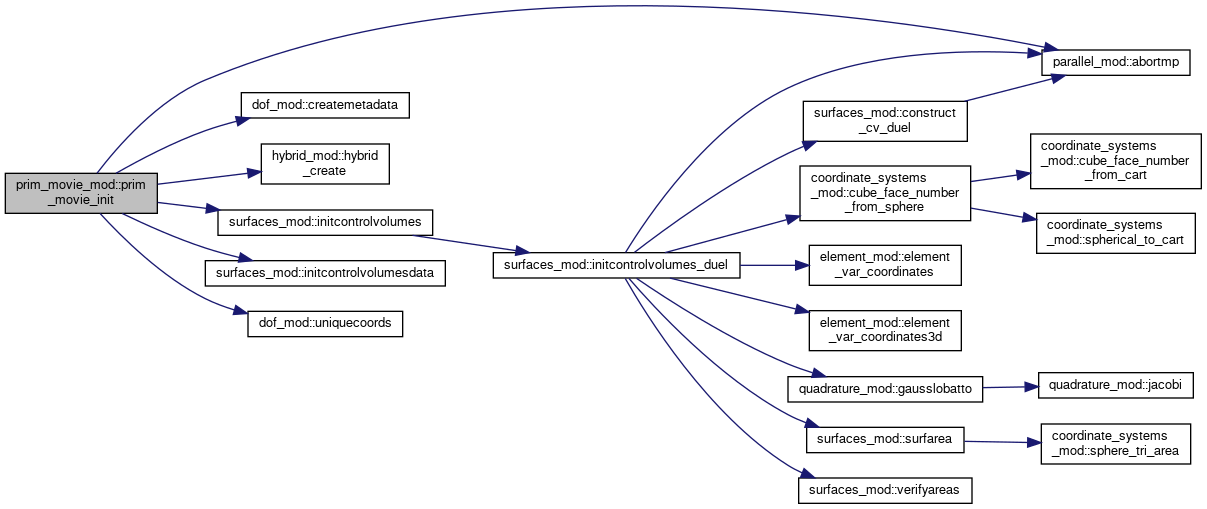 prim_movie_mod::prim
_movie_init
dof_mod::createmetadata
hybrid_mod::hybrid
_create
surfaces_mod::initcontrolvolumes
surfaces_mod::initcontrolvolumesdata
dof_mod::uniquecoords
surfaces_mod::initcontrolvolumes_duel
parallel_mod::abortmp
surfaces_mod::construct
_cv_duel
coordinate_systems
_mod::cube_face_number
_from_sphere
coordinate_systems
_mod::cube_face_number
_from_cart
coordinate_systems
_mod::spherical_to_cart
element_mod::element
_var_coordinates
element_mod::element
_var_coordinates3d
quadrature_mod::gausslobatto
quadrature_mod::jacobi
surfaces_mod::surfarea
coordinate_systems
_mod::sphere_tri_area
surfaces_mod::verifyareas